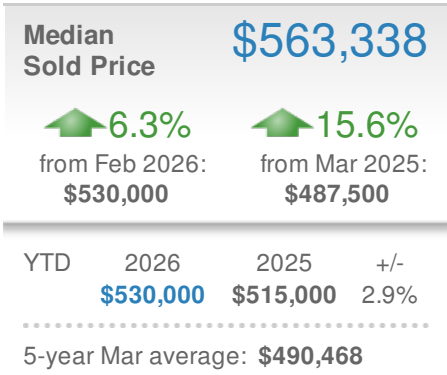 Median
Sold Price
$563,338
6.3%
from Feb 2026:
$530,000
15.6%
from Mar 2025:
$487,500
YTD 2026 2025 +/-
$530,000 $515,000 2.9%
5-year Mar average: $490,468